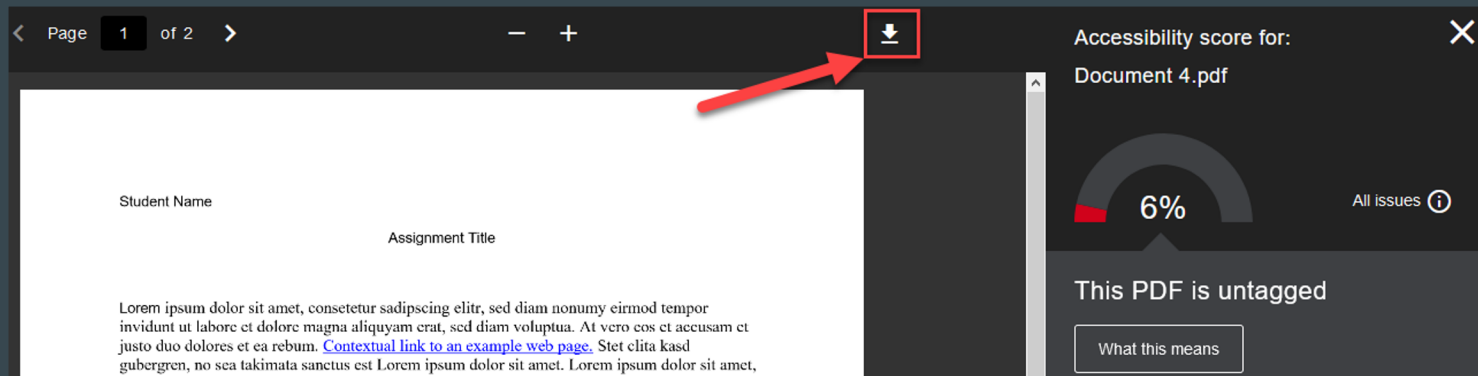 Page 1 of 2
Accessibility score for:
Document 4.pdf
6%
All issues
This PDF is untagged
What this means
Student Name
Assignment Title
Lorem ipsum dolor sit amet, consetetur sadipscing elitr, sed diam nonumy eirmod tempor
invidunt ut labore et dolore magna aliquyam erat, sed diam voluptua. At vero eos et accusam et
justo duo dolores et ea rebum. Contextual link to an example web page. Stet clita kasd
gubergren, no sea takimata sanctus est Lorem ipsum dolor sit amet. Lorem ipsum dolor sit amet,